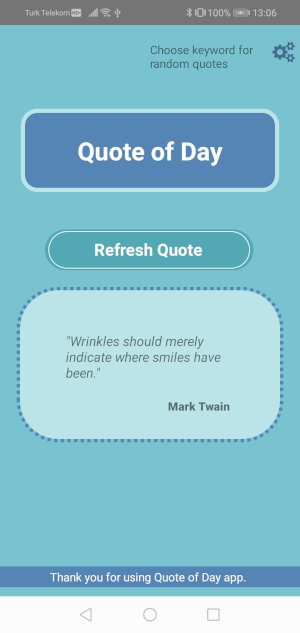 Turk Telekom HD 100% 13:06
Choose keyword for
random quotes
Quote of Day
Refresh Quote
"Wrinkles should merely
indicate where smiles have
been."
Mark Twain
Thank you for using Quote of Day app.